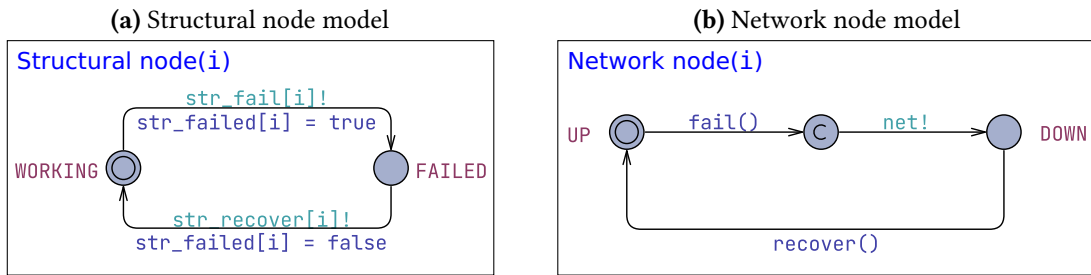 (a) Structural node model
Structural node(i)
str_fail[i]!
str_failed[i] = true
WORKING
FAILED
str_recover[i]!
str_failed[i] = false
(b) Network node model
Network node(i)
UP
fail()
C
net!
DOWN
recover()